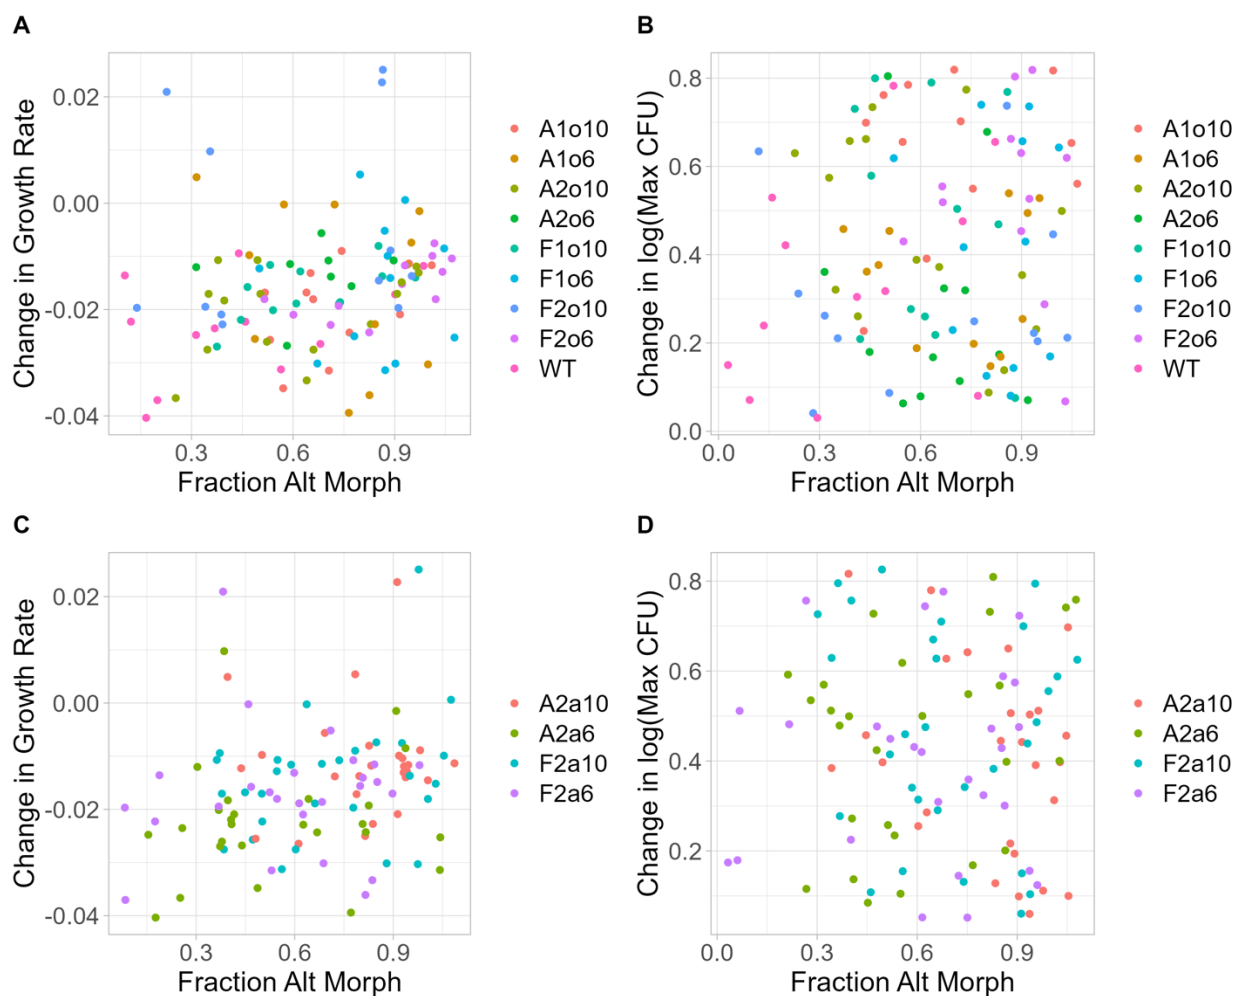 A
B
0.02
0.00
-0.02
-0.04
Change in Growth Rate
0.3
0.6
0.9
Fraction Alt Morph
A1o10
A1o6
A2o10
A2o6
F1o10
F1o6
F2o10
F2o6
WT
0.8
0.6
0.4
0.2
0.0
Change in log(Max CFU)
0.0
0.3
0.6
0.9
Fraction Alt Morph
A1o10
A1o6
A2o10
A2o6
F1o10
F1o6
F2o10
F2o6
WT
C
D
0.02
0.00
-0.02
-0.04
Change in Growth Rate
0.3
0.6
0.9
Fraction Alt Morph
A2a10
A2a6
F2a10
F2a6
0.8
0.6
0.4
0.2
Change in log(Max CFU)
0.0
0.3
0.6
0.9
Fraction Alt Morph
A2a10
A2a6
F2a10
F2a6